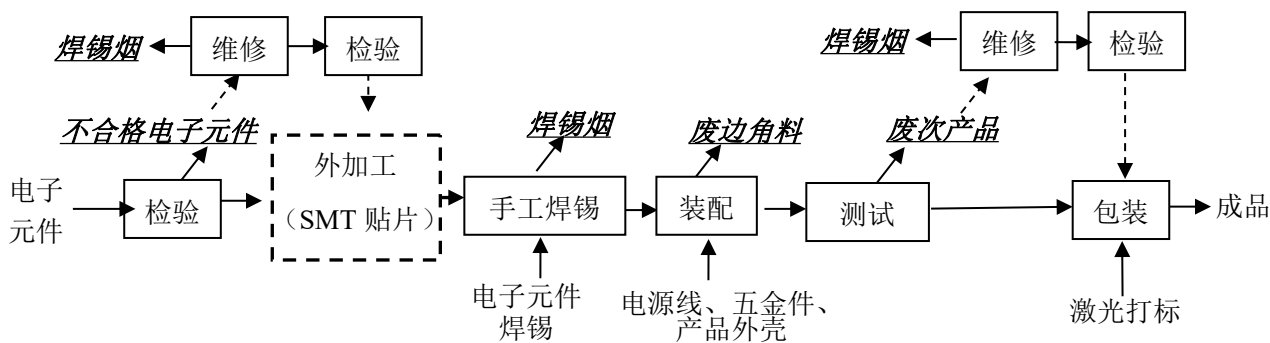 焊锡烟
维修
检验
焊锡烟
维修
检验
不合格电子元件
焊锡烟
废边角料
废次产品
电子
元件
检验
外加工
（SMT 贴片）
手工焊锡
装配
测试
包装
成品
电子元件
焊锡
电源线、五金件、
产品外壳
激光打标